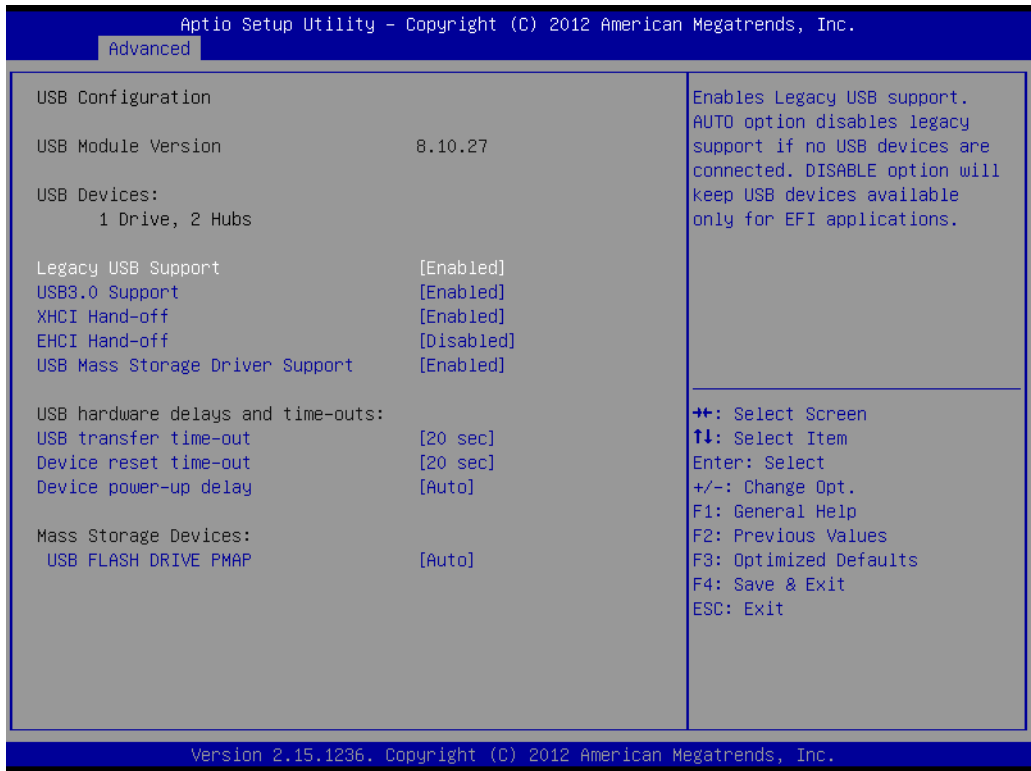 Aptio Setup Utility – Copyright (C) 2012 American Megatrends, Inc.
Advanced
USB Configuration
USB Module Version 8.10.27
USB Devices:
1 Drive, 2 Hubs
Legacy USB Support [Enabled]
USB3.0 Support [Enabled]
XHCI Hand-off [Enabled]
EHCI Hand-off [Disabled]
USB Mass Storage Driver Support [Enabled]
USB hardware delays and time-outs:
USB transfer time-out [20 sec]
Device reset time-out [20 sec]
Device power-up delay [Auto]
Mass Storage Devices:
USB FLASH DRIVE PMAP [Auto]
Enables Legacy USB support.
AUTO option disables legacy
support if no USB devices are
connected. DISABLE option will
keep USB devices available
only for EFI applications.
→←: Select Screen
↑↓: Select Item
Enter: Select
+/-: Change Opt.
F1: General Help
F2: Previous Values
F3: Optimized Defaults
F4: Save & Exit
ESC: Exit
Version 2.15.1236. Copyright (C) 2012 American Megatrends, Inc.